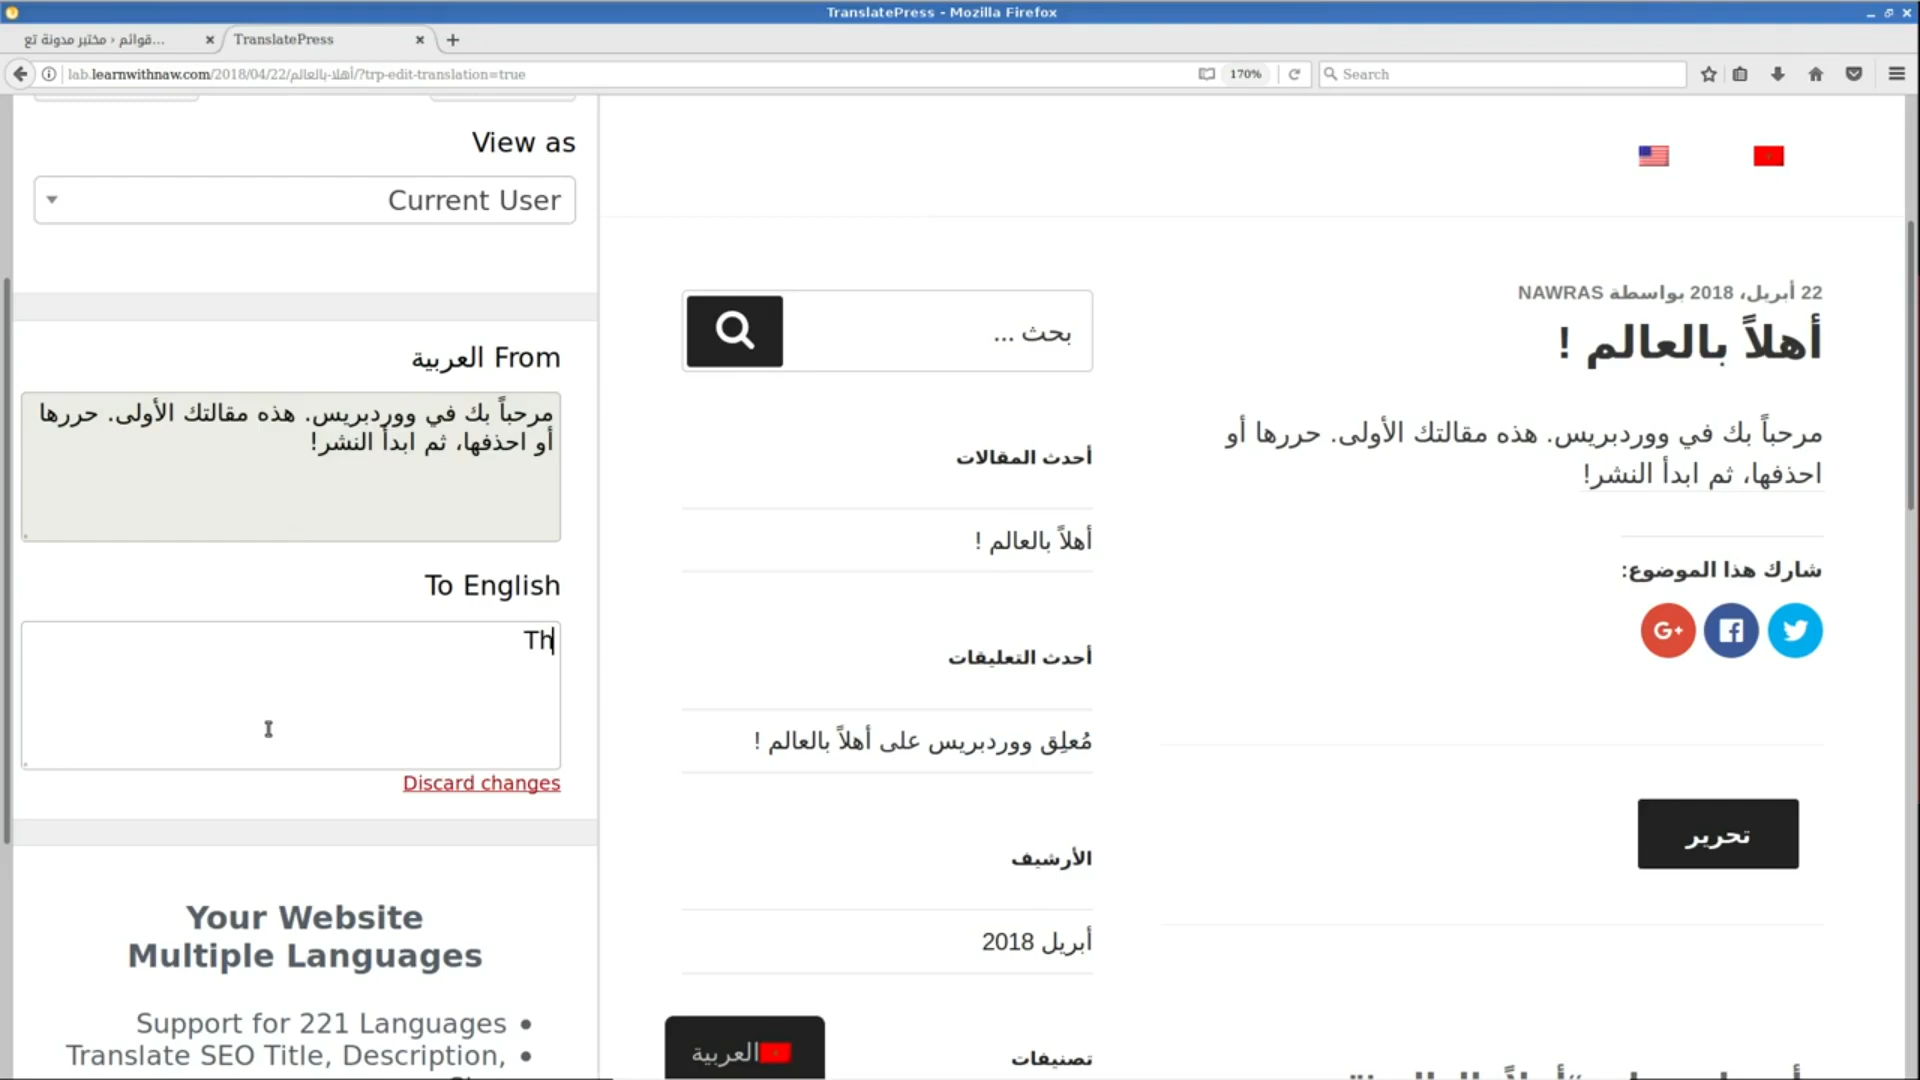 TranslatePress - Mozilla Firefox
قوائم ‹ مختبر مدونة تع...
TranslatePress
lab.learnwithnaw.com/2018/04/22/أهلا-بالعالم/?trp-edit-translation=true
170%
Search
View as
Current User
From العربية
مرحباً بك في ووردبريس. هذه مقالتك الأولى. حررها
أو احذفها، ثم ابدأ النشر!
To English
Th
Discard changes
Your Website
Multiple Languages
Support for 221 Languages
Translate SEO Title, Description,
بحث ...
أحدث المقالات
أهلاً بالعالم !
أحدث التعليقات
مُعلِق ووردبريس على أهلاً بالعالم !
الأرشيف
أبريل 2018
تصنيفات
العربية
22 أبريل، 2018 بواسطة NAWRAS
أهلاً بالعالم !
مرحباً بك في ووردبريس. هذه مقالتك الأولى. حررها أو
احذفها، ثم ابدأ النشر!
شارك هذا الموضوع:
G+
تحرير